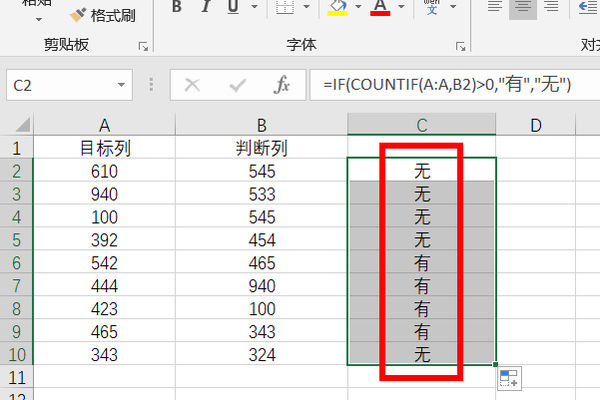 粘贴 格式刷 B I U A wén 文
剪贴板 字体 对齐
C2 fx =IF(COUNTIF(A:A,B2)>0,"有","无")
A B C D
1 目标列 判断列
2 610 545 无
3 940 533 无
4 100 545 无
5 392 454 无
6 542 465 有
7 444 940 有
8 423 100 有
9 465 343 有
10 343 324 无
11
12